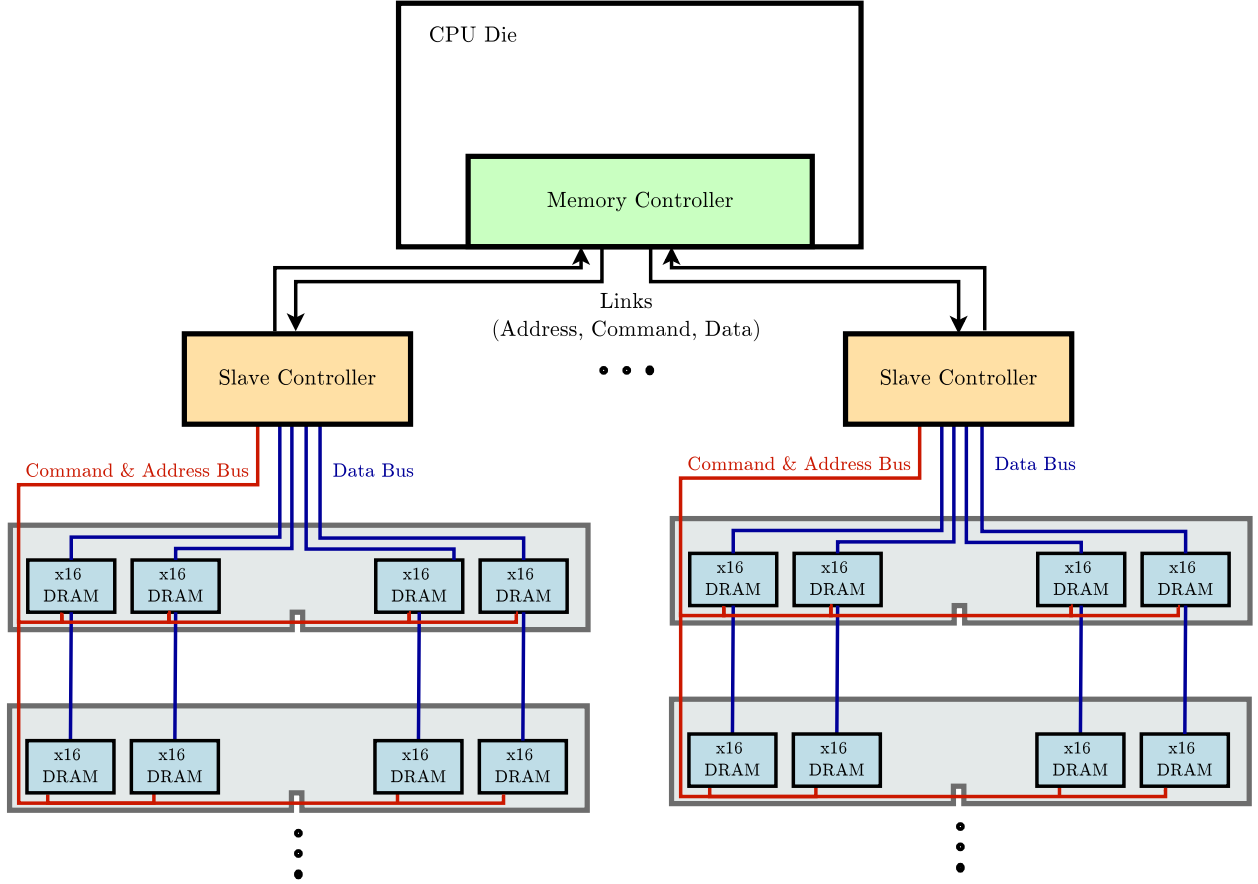 CPU Die
Memory Controller
Links
(Address, Command, Data)
Slave Controller
Slave Controller
Command & Address Bus
Data Bus
Command & Address Bus
Data Bus
x16
DRAM
x16
DRAM
x16
DRAM
x16
DRAM
x16
DRAM
x16
DRAM
x16
DRAM
x16
DRAM
x16
DRAM
x16
DRAM
x16
DRAM
x16
DRAM
x16
DRAM
x16
DRAM
x16
DRAM
x16
DRAM